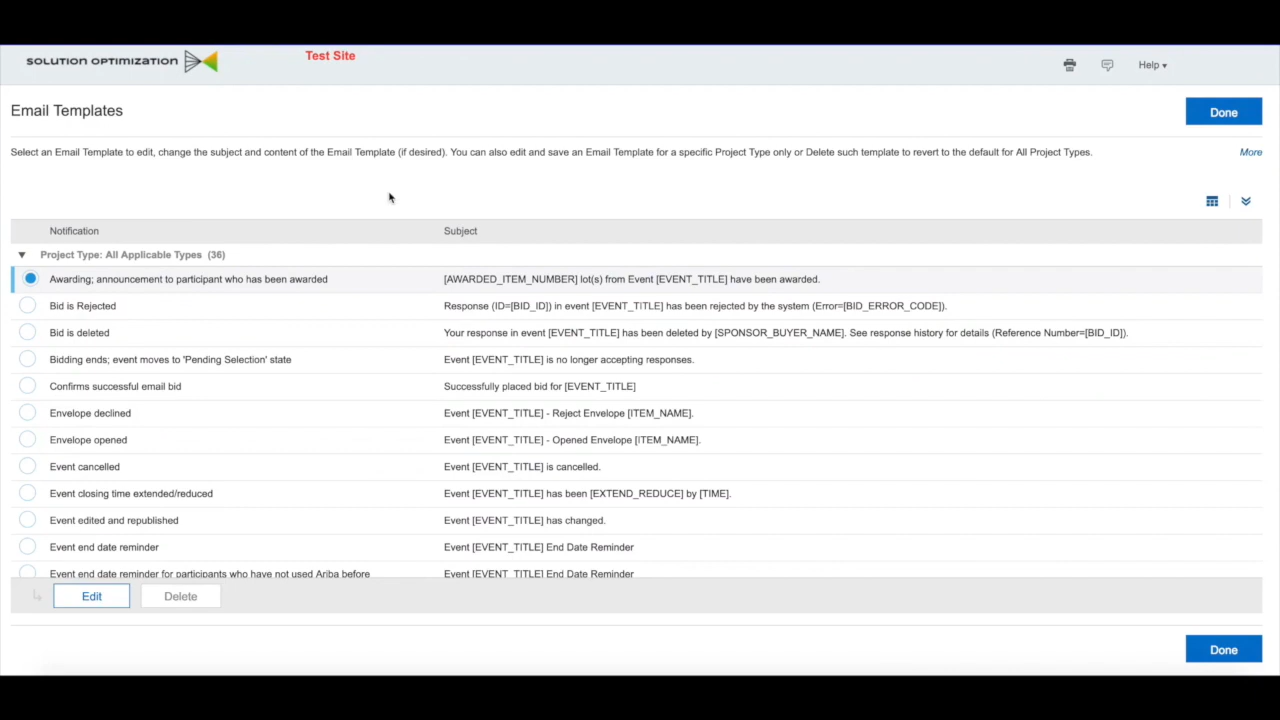 SOLUTION OPTIMIZATION
Test Site
Help
Email Templates
Done
Select an Email Template to edit, change the subject and content of the Email Template (if desired). You can also edit and save an Email Template for a specific Project Type only or Delete such template to revert to the default for All Project Types.
More
Notification Subject
Project Type: All Applicable Types (36)
Awarding; announcement to participant who has been awarded [AWARDED_ITEM_NUMBER] lot(s) from Event [EVENT_TITLE] have been awarded.
Bid is Rejected Response (ID=[BID_ID]) in event [EVENT_TITLE] has been rejected by the system (Error=[BID_ERROR_CODE]).
Bid is deleted Your response in event [EVENT_TITLE] has been deleted by [SPONSOR_BUYER_NAME]. See response history for details (Reference Number=[BID_ID]).
Bidding ends; event moves to 'Pending Selection' state Event [EVENT_TITLE] is no longer accepting responses.
Confirms successful email bid Successfully placed bid for [EVENT_TITLE]
Envelope declined Event [EVENT_TITLE] - Reject Envelope [ITEM_NAME].
Envelope opened Event [EVENT_TITLE] - Opened Envelope [ITEM_NAME].
Event cancelled Event [EVENT_TITLE] is cancelled.
Event closing time extended/reduced Event [EVENT_TITLE] has been [EXTEND_REDUCE] by [TIME].
Event edited and republished Event [EVENT_TITLE] has changed.
Event end date reminder Event [EVENT_TITLE] End Date Reminder
Event end date reminder for participants who have not used Ariba before Event [EVENT_TITLE] End Date Reminder
Edit Delete
Done